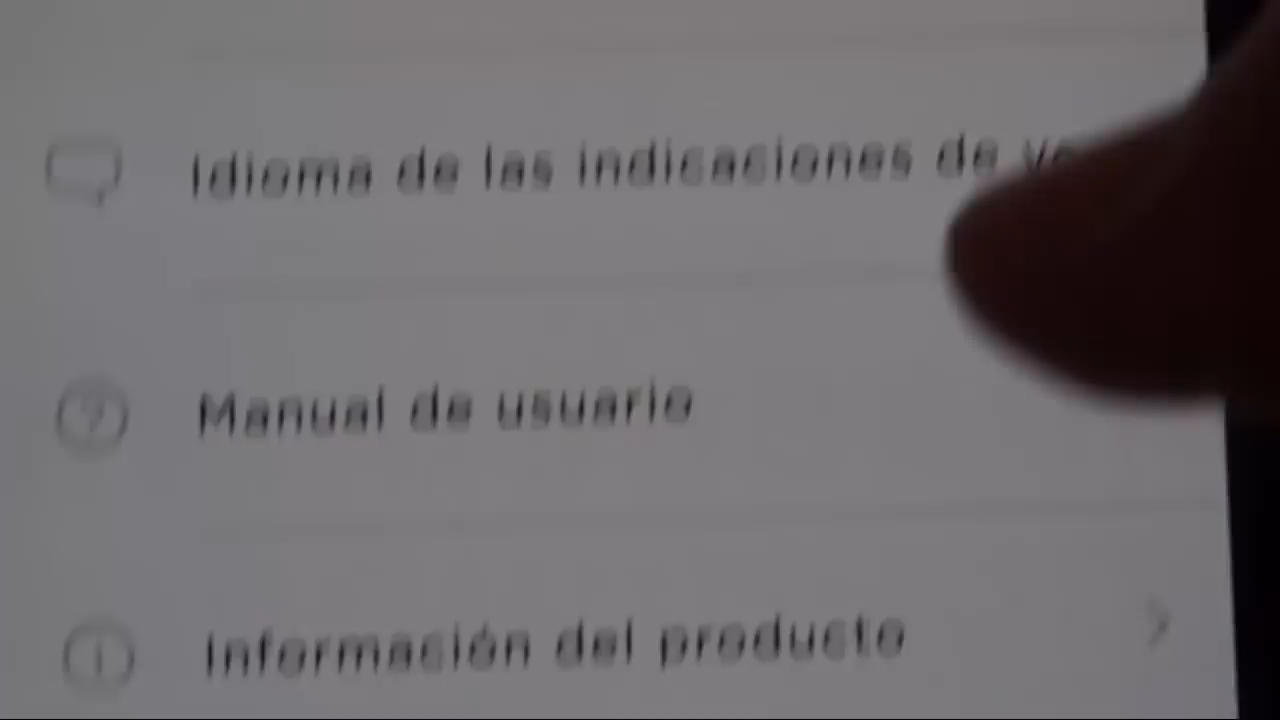 Idioma de las indicaciones de
Manual de usuario
Información del producto